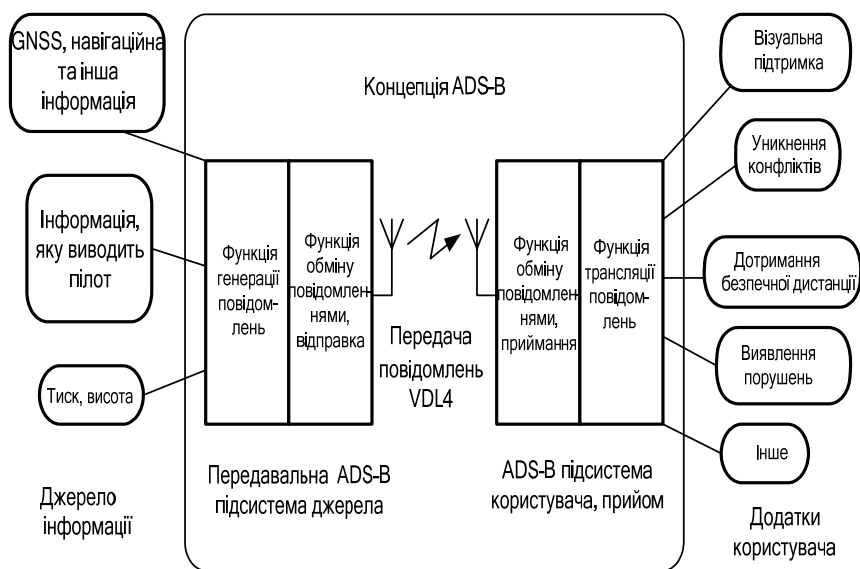 GNSS, навігаційна
та інша
інформація
Інформація,
яку виводить
пілот
Тиск, висота
Джерело
інформації
Концепція ADS-B
Функція
генерації
повідом-
лень
Функція
обміну
повідомлен-
нями,
відправка
Передача
повідомлень
VDL4
Функція
обміну
повідомлен-
нями,
приймання
Функція
трансляції
повідом-
лень
Передавальна ADS-B
підсистема джерела
ADS-B підсистема
користувача, прийом
Візуальна
підтримка
Уникнення
конфліктів
Дотримання
безпечної дистанції
Виявлення
порушень
Інше
Додатки
користувача